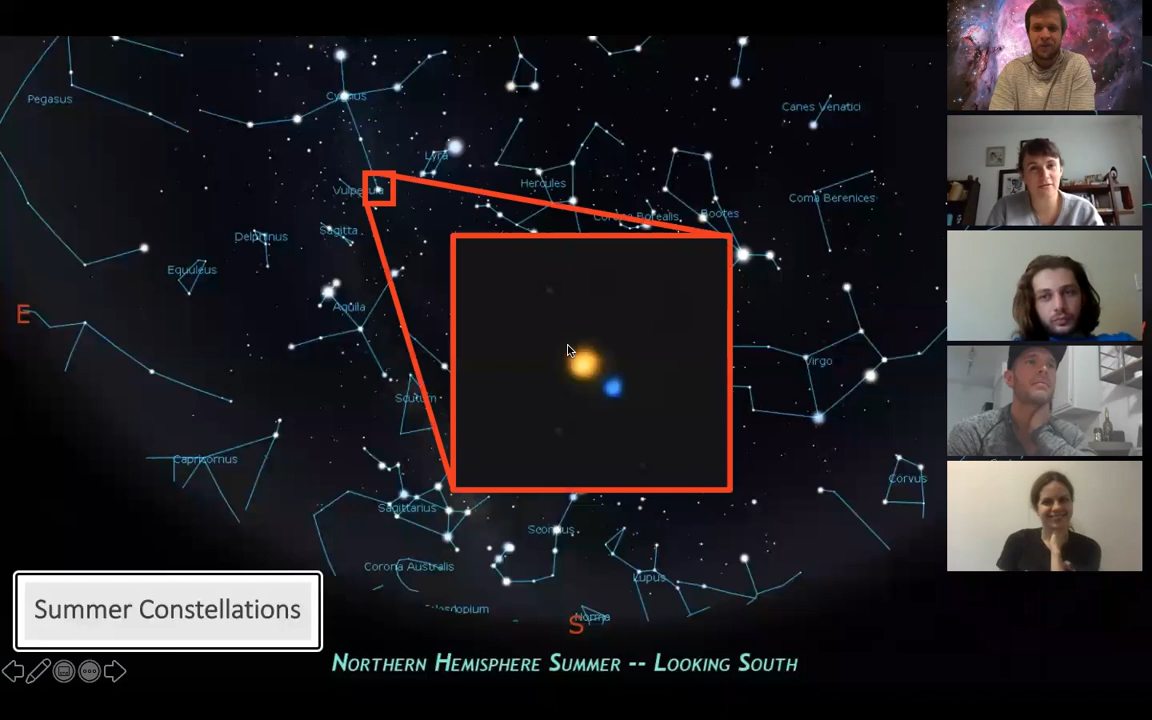 Pegasus
Cygnus
Canes Venatici
Lyra
Hercules
Vulpecula
Coma Berenices
Corona Borealis
Bootes
Sagitta
Delphinus
Equuleus
Aquila
E
Virgo
Scutum
Capricornus
Corvus
Sagittarius
Scorpius
Corona Australis
Lupus
Summer Constellations
Norma
S
Northern Hemisphere Summer -- Looking South